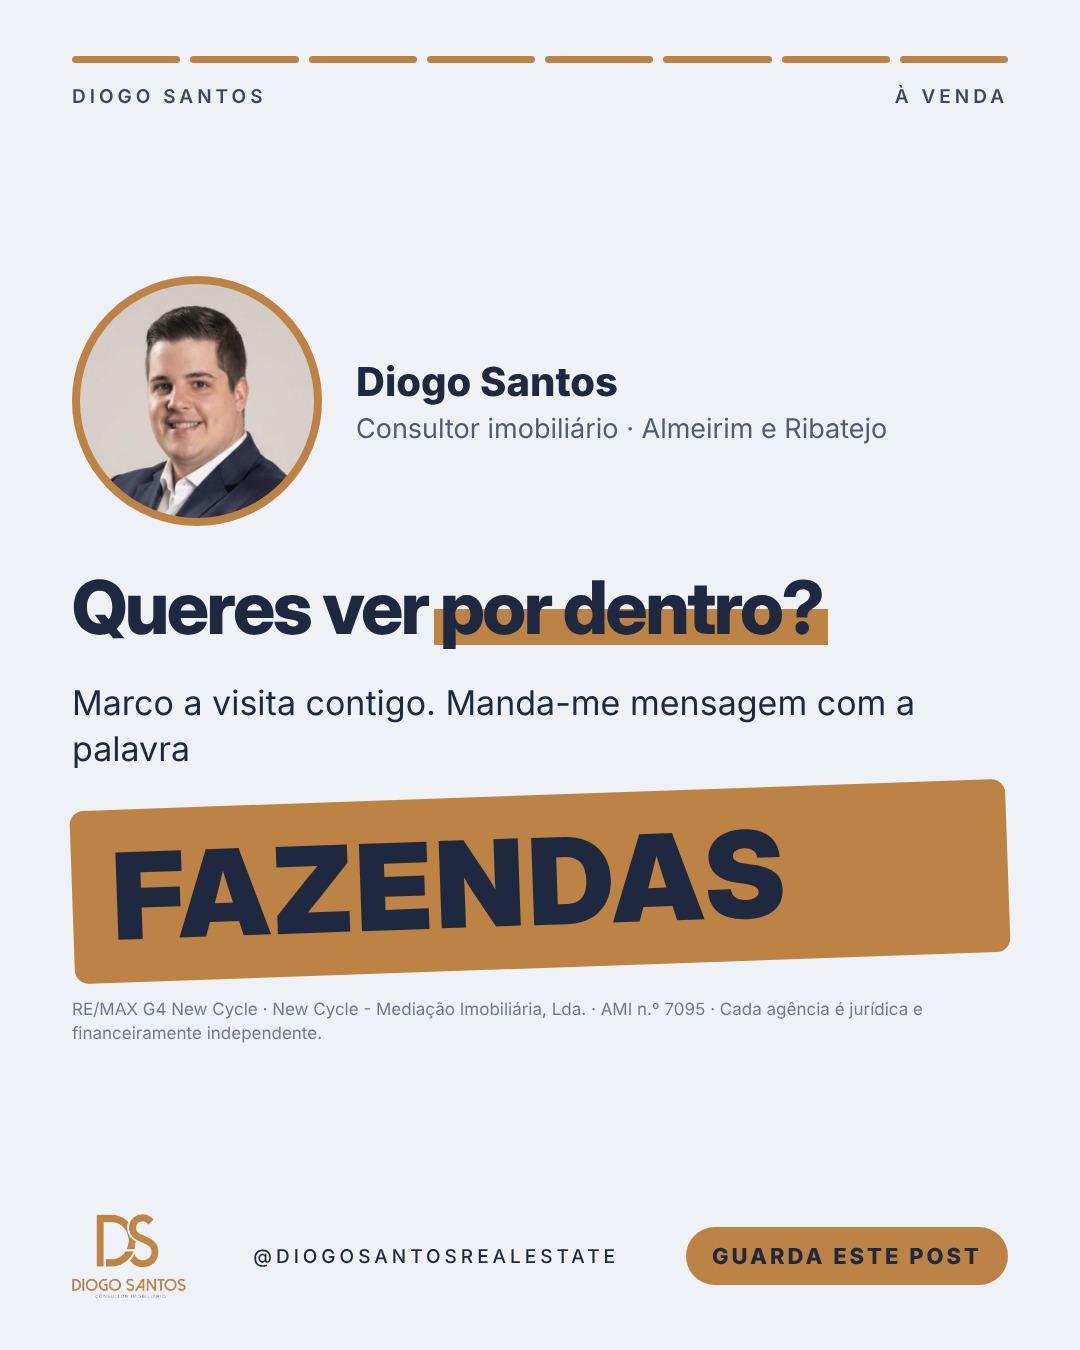 DIOGO SANTOS
À VENDA
Diogo Santos
Consultor imobiliário · Almeirim e Ribatejo
Queres ver por dentro?
Marco a visita contigo. Manda-me mensagem com a
palavra
FAZENDAS
RE/MAX G4 New Cycle · New Cycle - Mediação Imobiliária, Lda. · AMI n.º 7095 · Cada agência é jurídica e
financeiramente independente.
DS
DIOGO SANTOS
CONSULTOR IMOBILIÁRIO
@DIOGOSANTOSREALESTATE
GUARDA ESTE POST